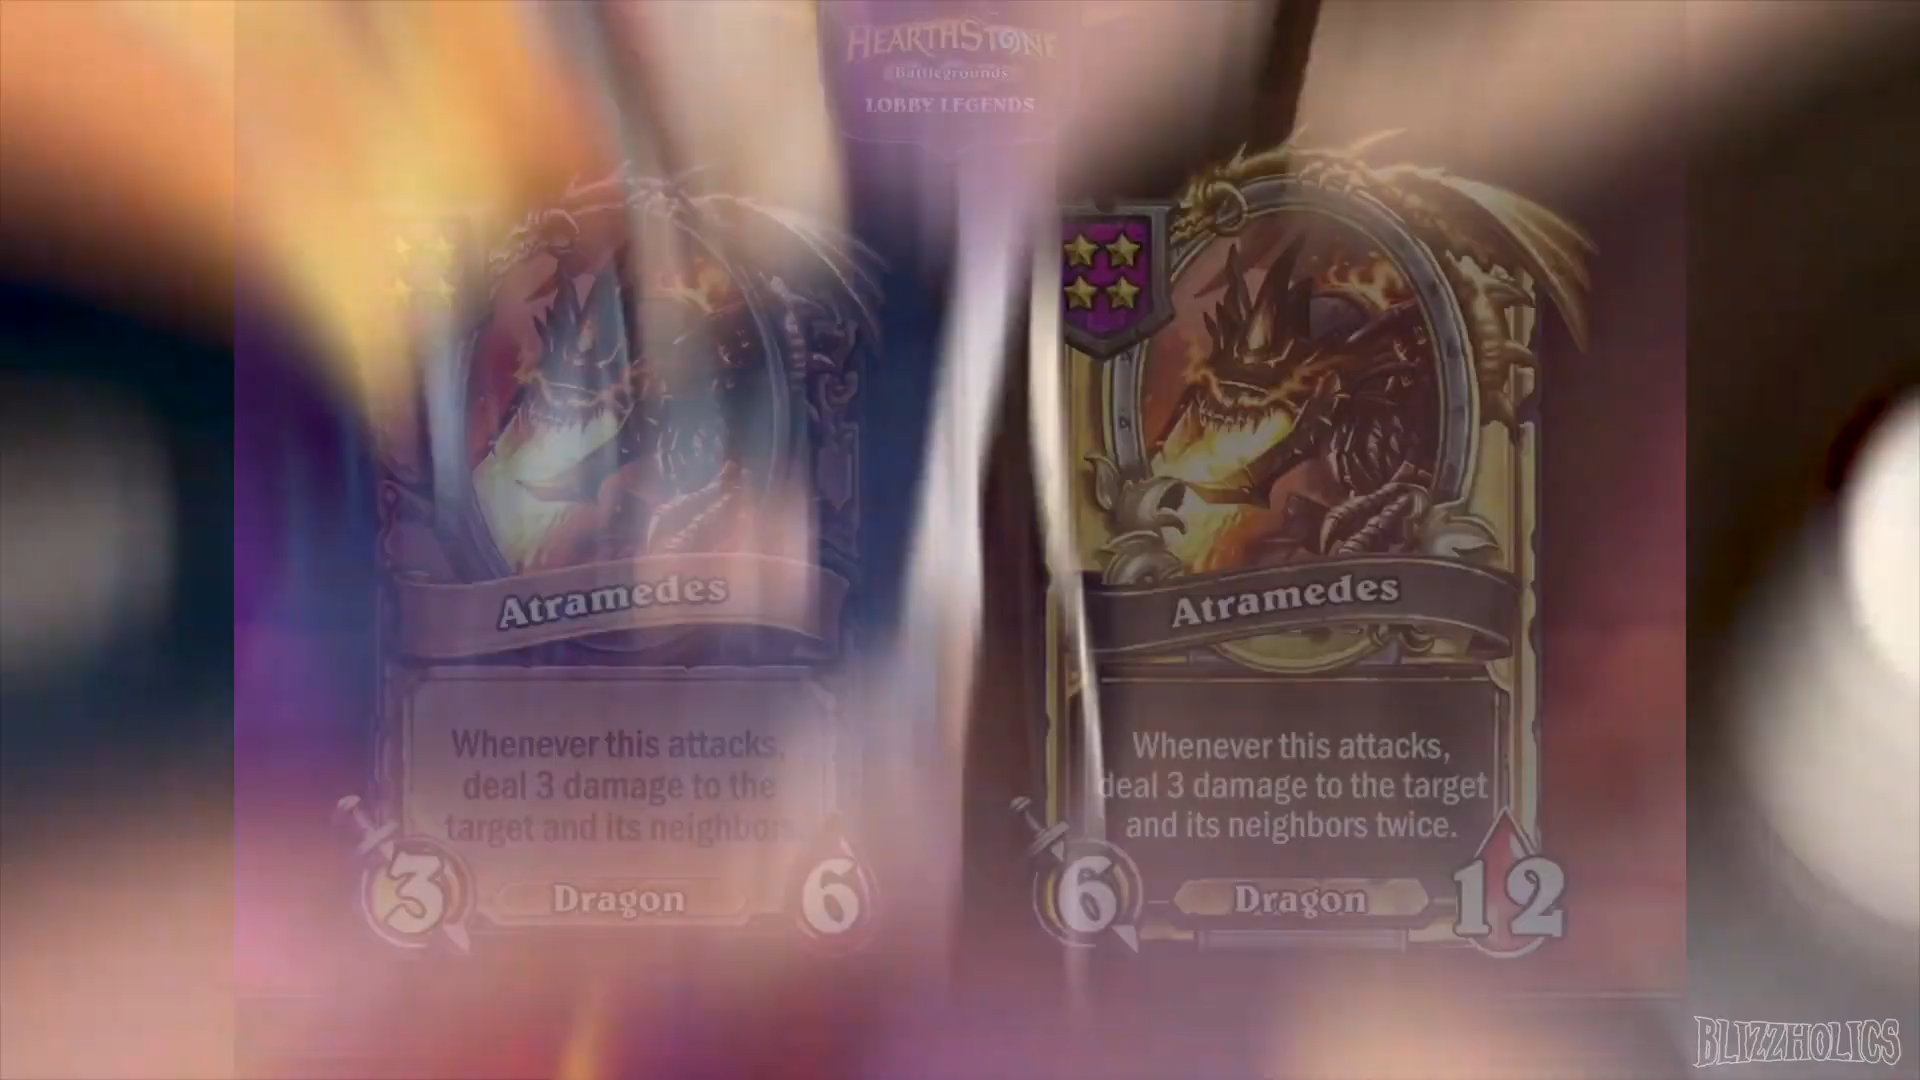 HEARTHSTONE
Battlegrounds
LOBBY LEGENDS
Atramedes
Whenever this attacks,
deal 3 damage to the
target and its neighbors
3
Dragon
6
Atramedes
Whenever this attacks,
deal 3 damage to the target
and its neighbors twice.
6
Dragon
12
BLIZZHOLICS